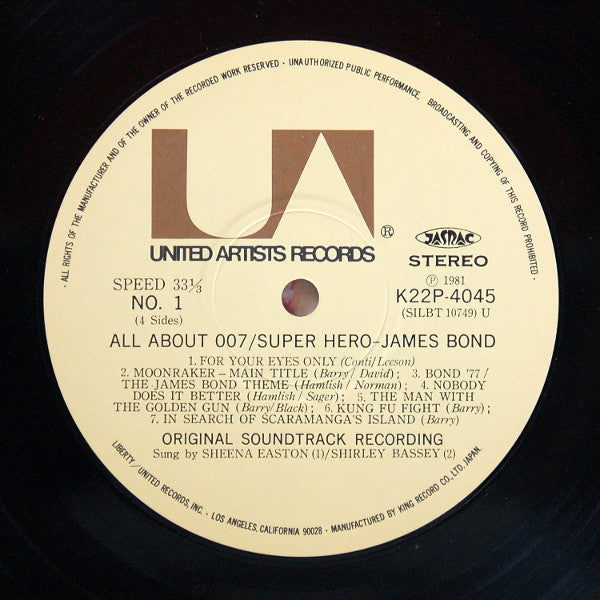 · ALL RIGHTS OF THE MANUFACTURER AND OF THE OWNER OF THE RECORDED WORK RESERVED · UNAUTHORIZED PUBLIC PERFORMANCE, BROADCASTING AND COPYING OF THIS RECORD PROHIBITED ·
UA
®
UNITED ARTISTS RECORDS
JASRAC
STEREO
SPEED 33⅓
NO. 1
(4 Sides)
Ⓟ 1981
K22P-4045
(SILBT 10749) U
ALL ABOUT 007/SUPER HERO-JAMES BOND
1. FOR YOUR EYES ONLY (Conti/Leeson)
2. MOONRAKER – MAIN TITLE (Barry/David); 3. BOND '77/
THE JAMES BOND THEME (Hamlish/Norman); 4. NOBODY
DOES IT BETTER (Hamlish/Sager); 5. THE MAN WITH
THE GOLDEN GUN (Barry/Black); 6. KUNG FU FIGHT (Barry);
7. IN SEARCH OF SCARAMANGA'S ISLAND (Barry)
ORIGINAL SOUNDTRACK RECORDING
Sung by SHEENA EASTON (1)/SHIRLEY BASSEY (2)
LIBERTY/UNITED RECORDS, INC. · LOS ANGELES, CALIFORNIA 90028 · MANUFACTURED BY KING RECORD CO., LTD. JAPAN.